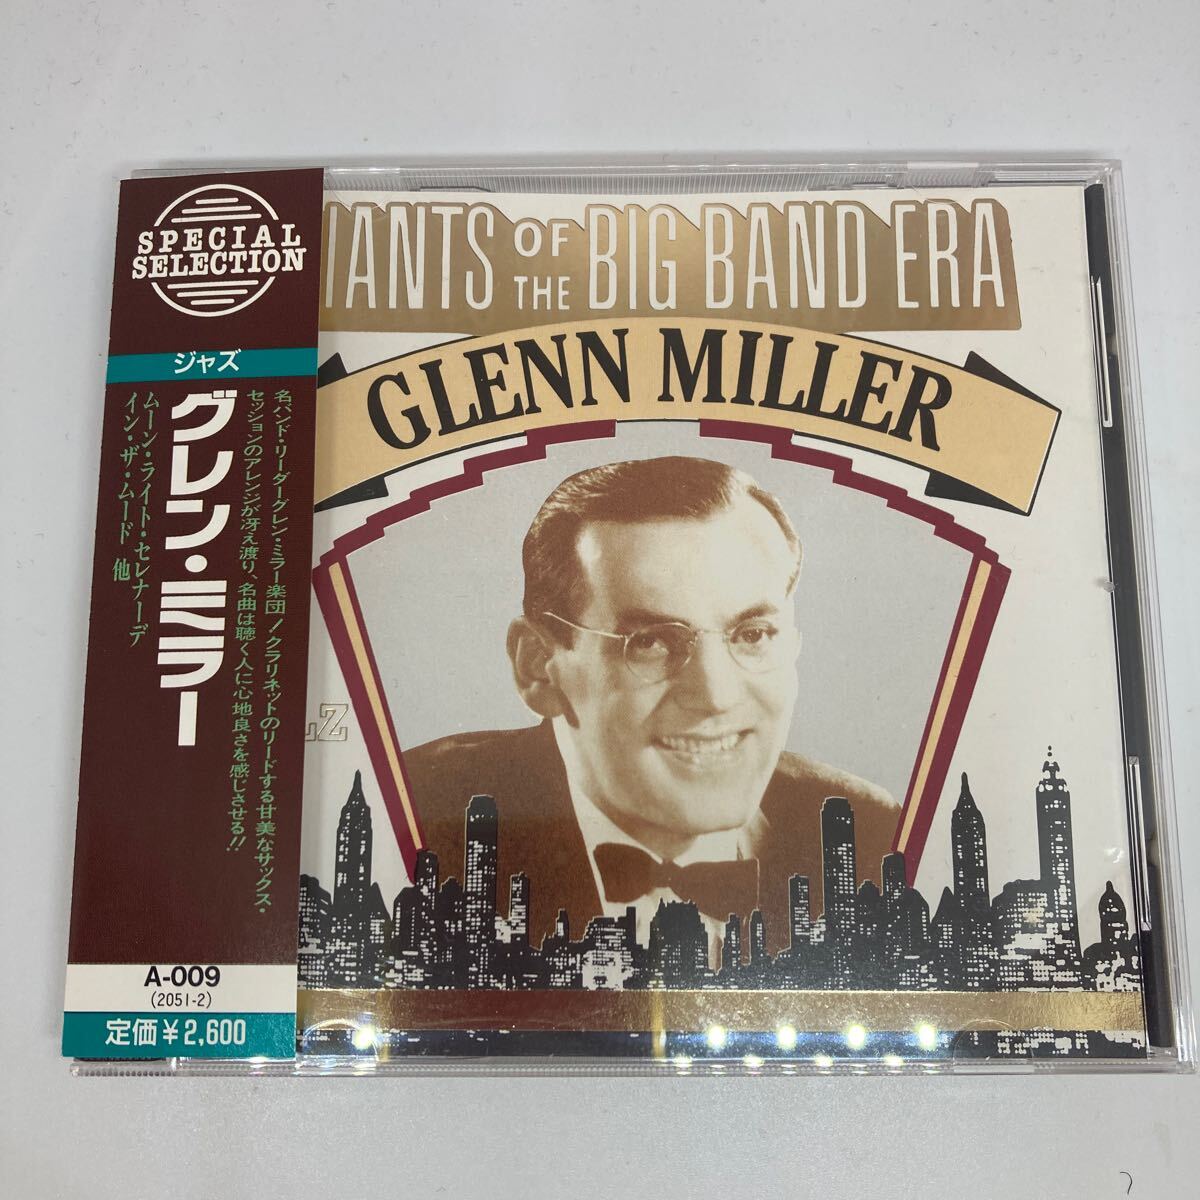 SPECIAL
SELECTION
ジャズ
グレン・ミラー
名バンド・リーダーグレン・ミラー楽団!クラリネットのリードする甘美なサックス・
セッションのアレンジが冴え渡り、名曲は聴く人に心地良さを感じさせる!!
ムーン・ライト・セレナーデ
イン・ザ・ムード 他
A-009
(2051-2)
定価¥2,600
IANTS OF THE BIG BAND ERA
GLENN MILLER
LZ